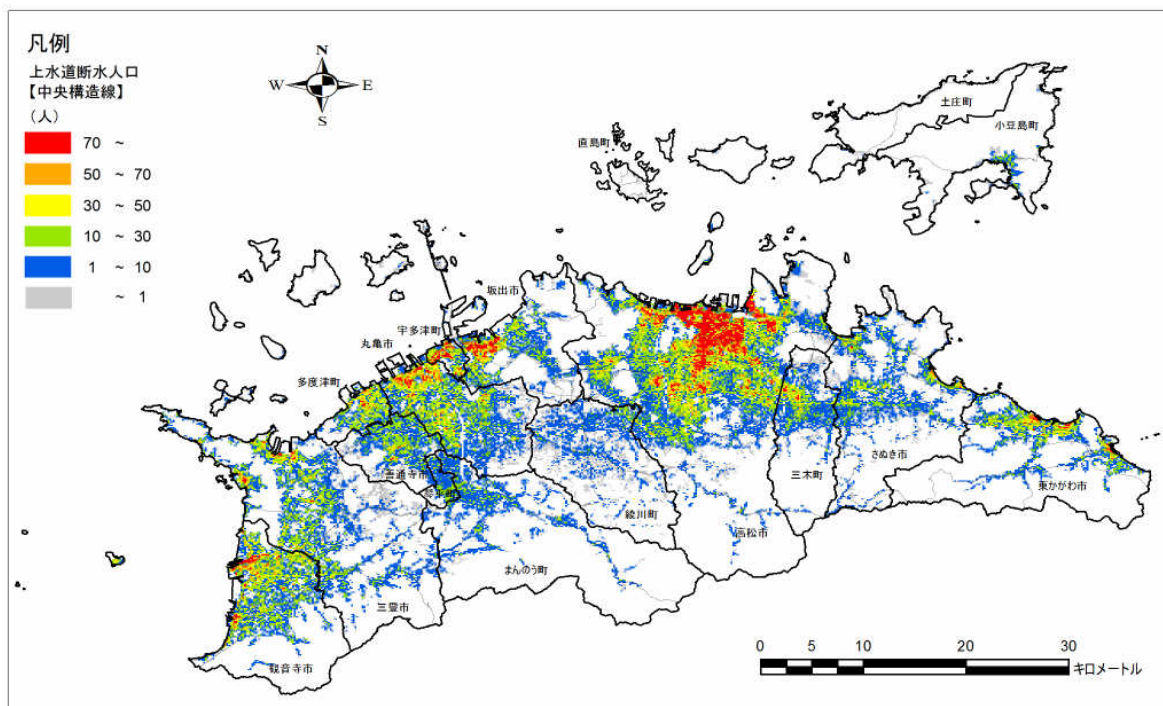 凡例
上水道断水人口
【中央構造線】
(人)
70 ~
50 ~ 70
30 ~ 50
10 ~ 30
1 ~ 10
~ 1
N
W
E
S
土庄町
小豆島町
直島町
坂出市
宇多津町
丸亀市
多度津町
善通寺市
さぬき市
三木町
東かがわ市
綾川町
高松市
まんのう町
三豊市
観音寺市
0 5 10 20 30
キロメートル